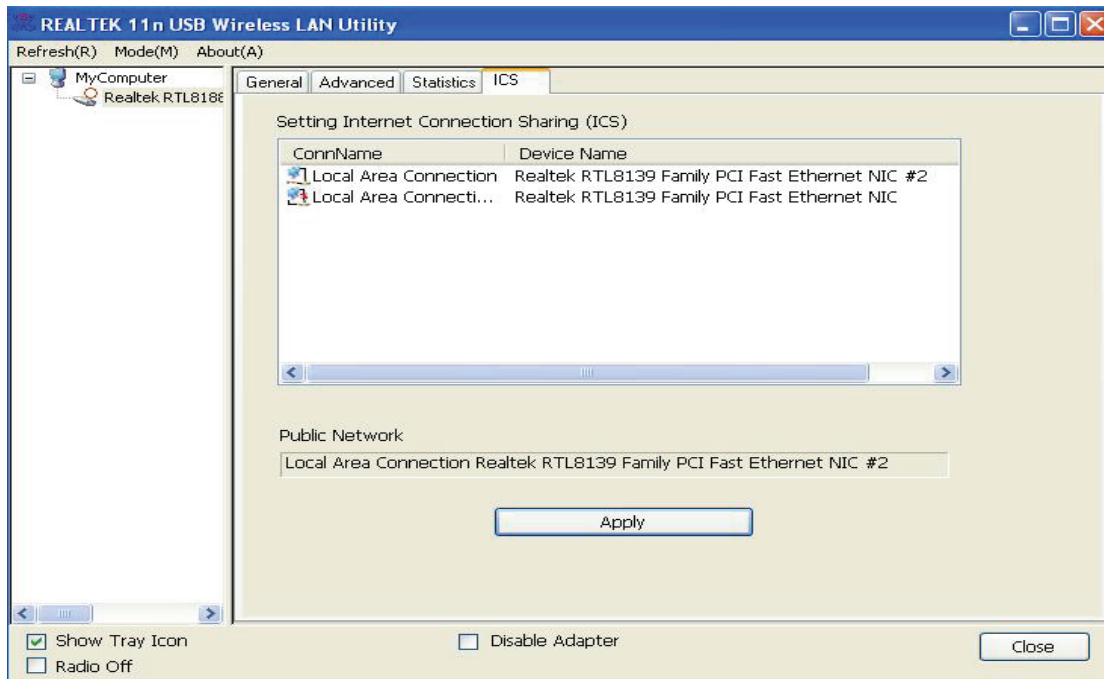 REALTEK 11n USB Wireless LAN Utility
Refresh(R) Mode(M) About(A)
MyComputer
Realtek RTL8188
General Advanced Statistics ICS
Setting Internet Connection Sharing (ICS)
ConnName Device Name
Local Area Connection Realtek RTL8139 Family PCI Fast Ethernet NIC #2
Local Area Connecti... Realtek RTL8139 Family PCI Fast Ethernet NIC
Public Network
Local Area Connection Realtek RTL8139 Family PCI Fast Ethernet NIC #2
Apply
Show Tray Icon Disable Adapter Close
Radio Off